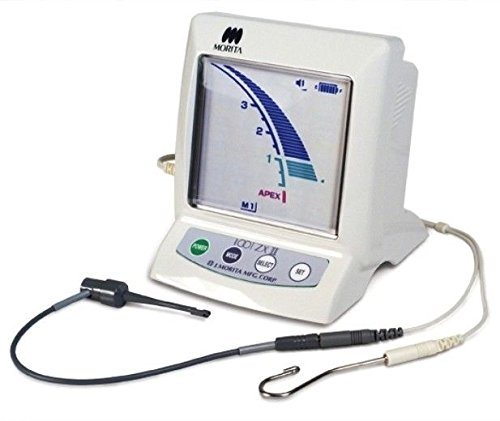 MORITA
3
2
1
APEX
M1
ROOT ZX II
POWER
MODE
SELECT
SET
J. MORITA MFG. CORP.